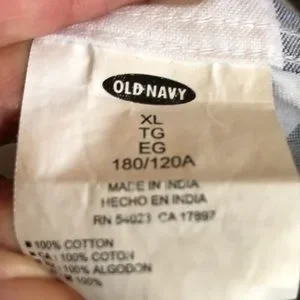 OLD NAVY
XL
TG
EG
180/120A
MADE IN INDIA
HECHO EN INDIA
RN 54023 CA 17897
100% COTTON
100% COTON
100% ALGODON
100%